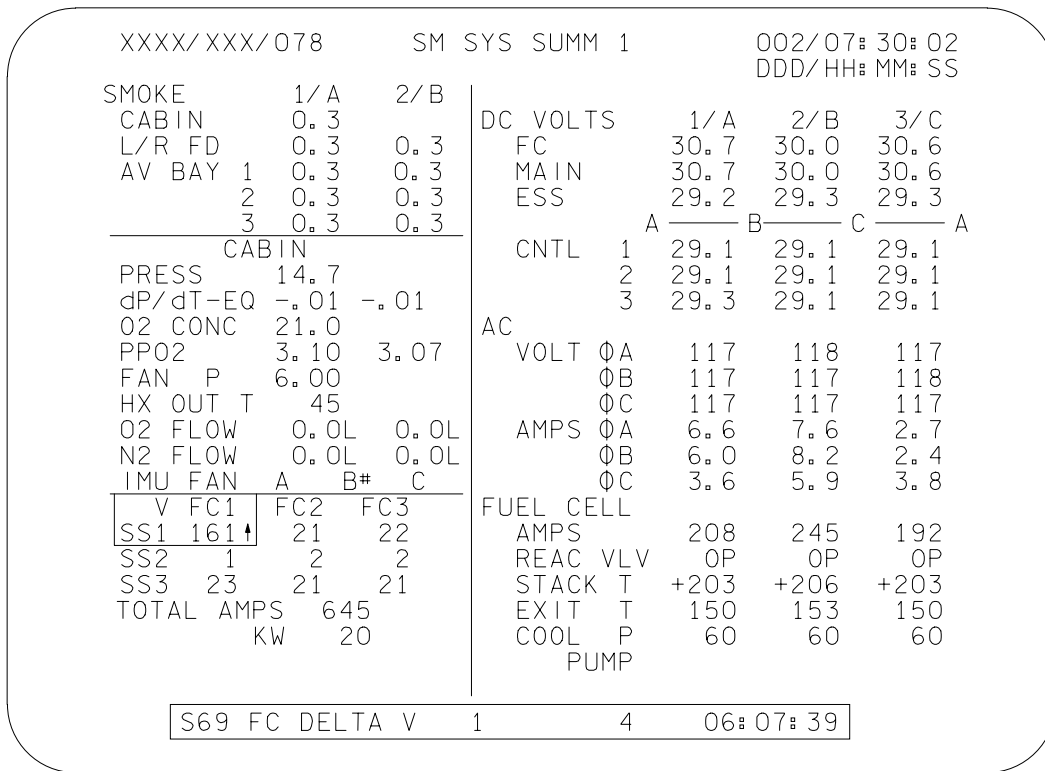 XXXX/XXX/078 SM SYS SUMM 1 002/07:30:02
DDD/HH:MM:SS
SMOKE 1/A 2/B
CABIN 0.3
L/R FD 0.3 0.3
AV BAY 1 0.3 0.3
2 0.3 0.3
3 0.3 0.3
CABIN
PRESS 14.7
dP/dT-EQ -.01 -.01
O2 CONC 21.0
PPO2 3.10 3.07
FAN P 6.00
HX OUT T 45
O2 FLOW 0.0L 0.0L
N2 FLOW 0.0L 0.0L
IMU FAN A B# C
V FC1 FC2 FC3
SS1 161↑ 21 22
SS2 1 2 2
SS3 23 21 21
TOTAL AMPS 645
KW 20
DC VOLTS 1/A 2/B 3/C
FC 30.7 30.0 30.6
MAIN 30.7 30.0 30.6
ESS 29.2 29.3 29.3
A B C A
CNTL 1 29.1 29.1 29.1
2 29.1 29.1 29.1
3 29.3 29.1 29.1
AC
VOLT ΦA 117 118 117
ΦB 117 117 118
ΦC 117 117 117
AMPS ΦA 6.6 7.6 2.7
ΦB 6.0 8.2 2.4
ΦC 3.6 5.9 3.8
FUEL CELL
AMPS 208 245 192
REAC VLV OP OP OP
STACK T +203 +206 +203
EXIT T 150 153 150
COOL P 60 60 60
PUMP
S69 FC DELTA V 1 4 06:07:39